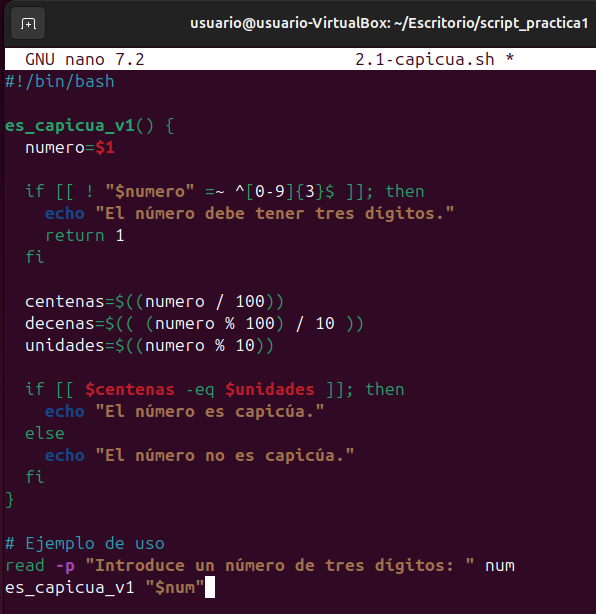 usuario@usuario-VirtualBox: ~/Escritorio/script_practica1
GNU nano 7.2 2.1-capicua.sh *
#!/bin/bash

es_capicua_v1() {
  numero=$1

  if [[ ! "$numero" =~ ^[0-9]{3}$ ]]; then
    echo "El número debe tener tres dígitos."
    return 1
  fi

  centenas=$((numero / 100))
  decenas=$(( (numero % 100) / 10 ))
  unidades=$((numero % 10))

  if [[ $centenas -eq $unidades ]]; then
    echo "El número es capicúa."
  else
    echo "El número no es capicúa."
  fi
}

# Ejemplo de uso
read -p "Introduce un número de tres dígitos: " num
es_capicua_v1 "$num"